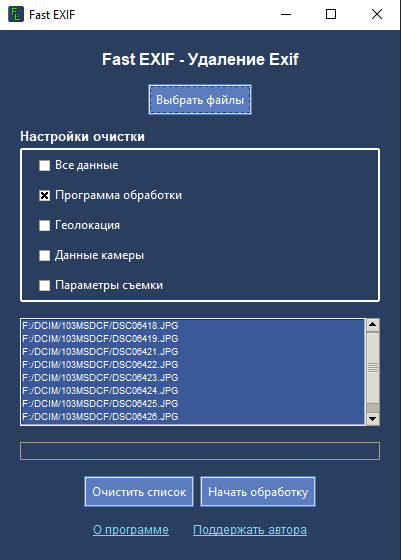 Fast EXIF
Fast EXIF - Удаление Exif
Выбрать файлы
Настройки очистки
Все данные
Программа обработки
Геолокация
Данные камеры
Параметры съемки
F:/DCIM/103MSDCF/DSC06418.JPG
F:/DCIM/103MSDCF/DSC06419.JPG
F:/DCIM/103MSDCF/DSC06421.JPG
F:/DCIM/103MSDCF/DSC06422.JPG
F:/DCIM/103MSDCF/DSC06423.JPG
F:/DCIM/103MSDCF/DSC06424.JPG
F:/DCIM/103MSDCF/DSC06425.JPG
F:/DCIM/103MSDCF/DSC06426.JPG
Очистить список Начать обработку
О программе Поддержать автора